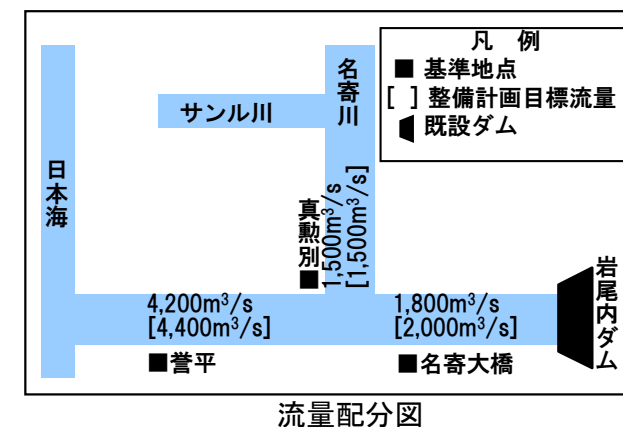 凡 例
■ 基準地点
[ ] 整備計画目標流量
既設ダム
名寄川
サンル川
日本海
真勲別■
1,500m³/s
[1,500m³/s]
4,200m³/s
[4,400m³/s]
1,800m³/s
[2,000m³/s]
岩尾内ダム
■誉平
■名寄大橋
流量配分図